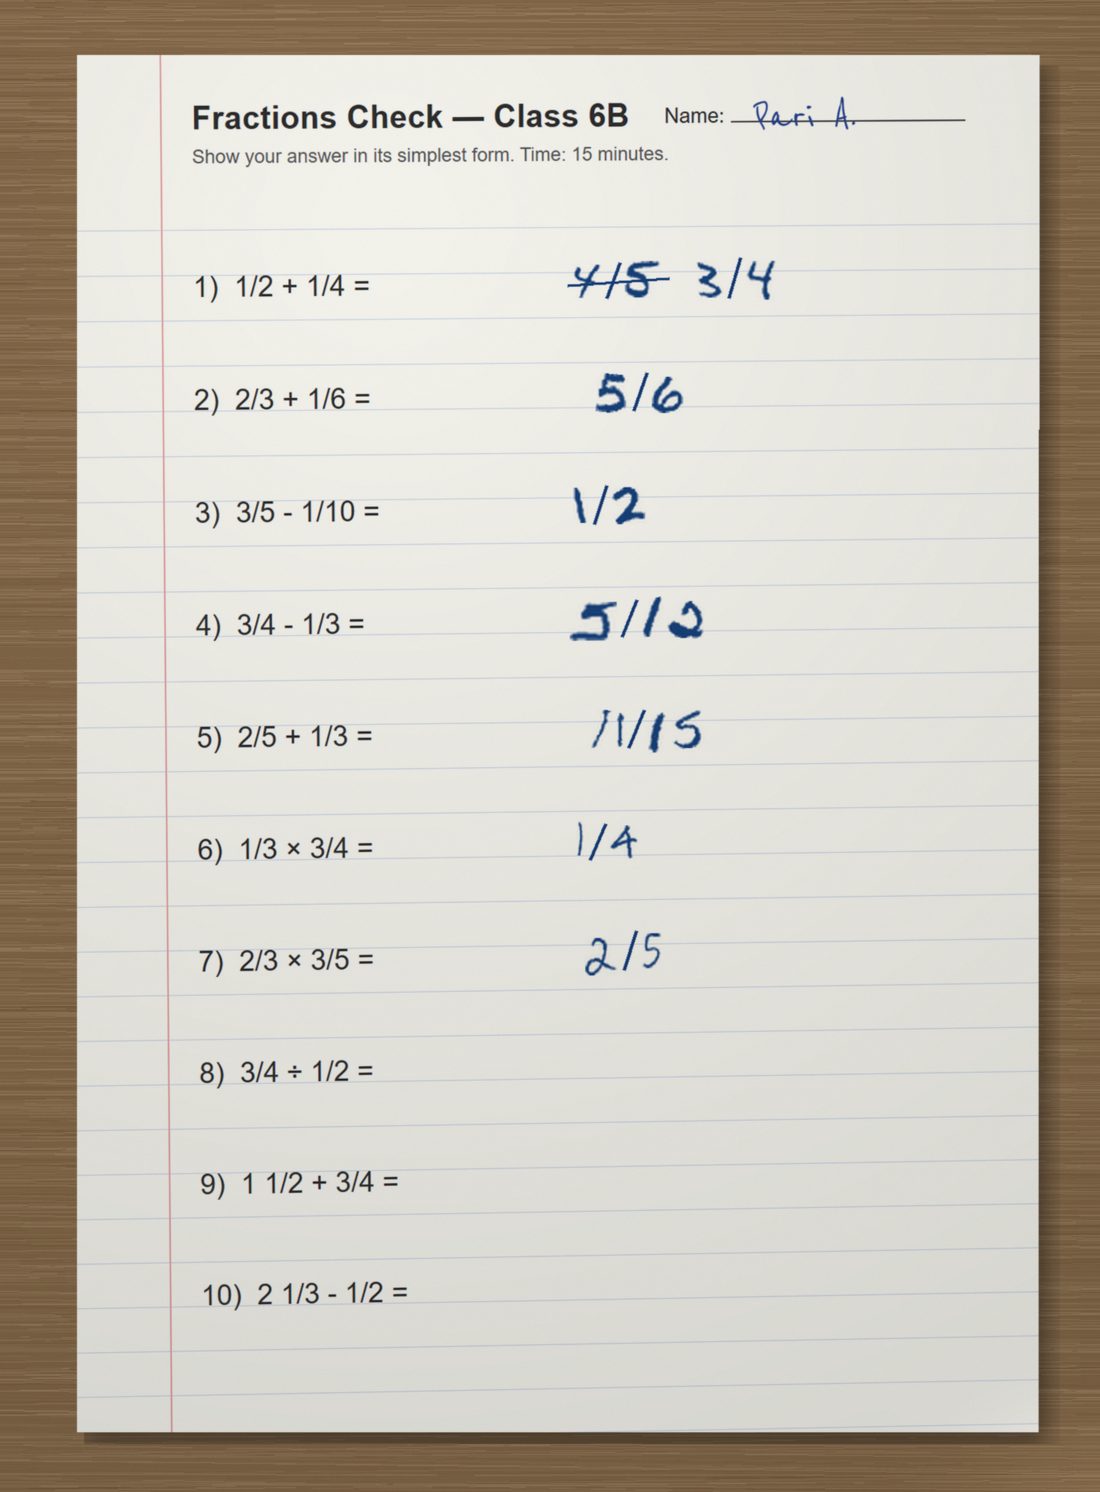 Fractions Check — Class 6B Name: Pari A.
Show your answer in its simplest form. Time: 15 minutes.
1) 1/2 + 1/4 = 4/5 3/4
2) 2/3 + 1/6 = 5/6
3) 3/5 - 1/10 = 1/2
4) 3/4 - 1/3 = 5/12
5) 2/5 + 1/3 = 11/15
6) 1/3 × 3/4 = 1/4
7) 2/3 × 3/5 = 2/5
8) 3/4 ÷ 1/2 =
9) 1 1/2 + 3/4 =
10) 2 1/3 - 1/2 =